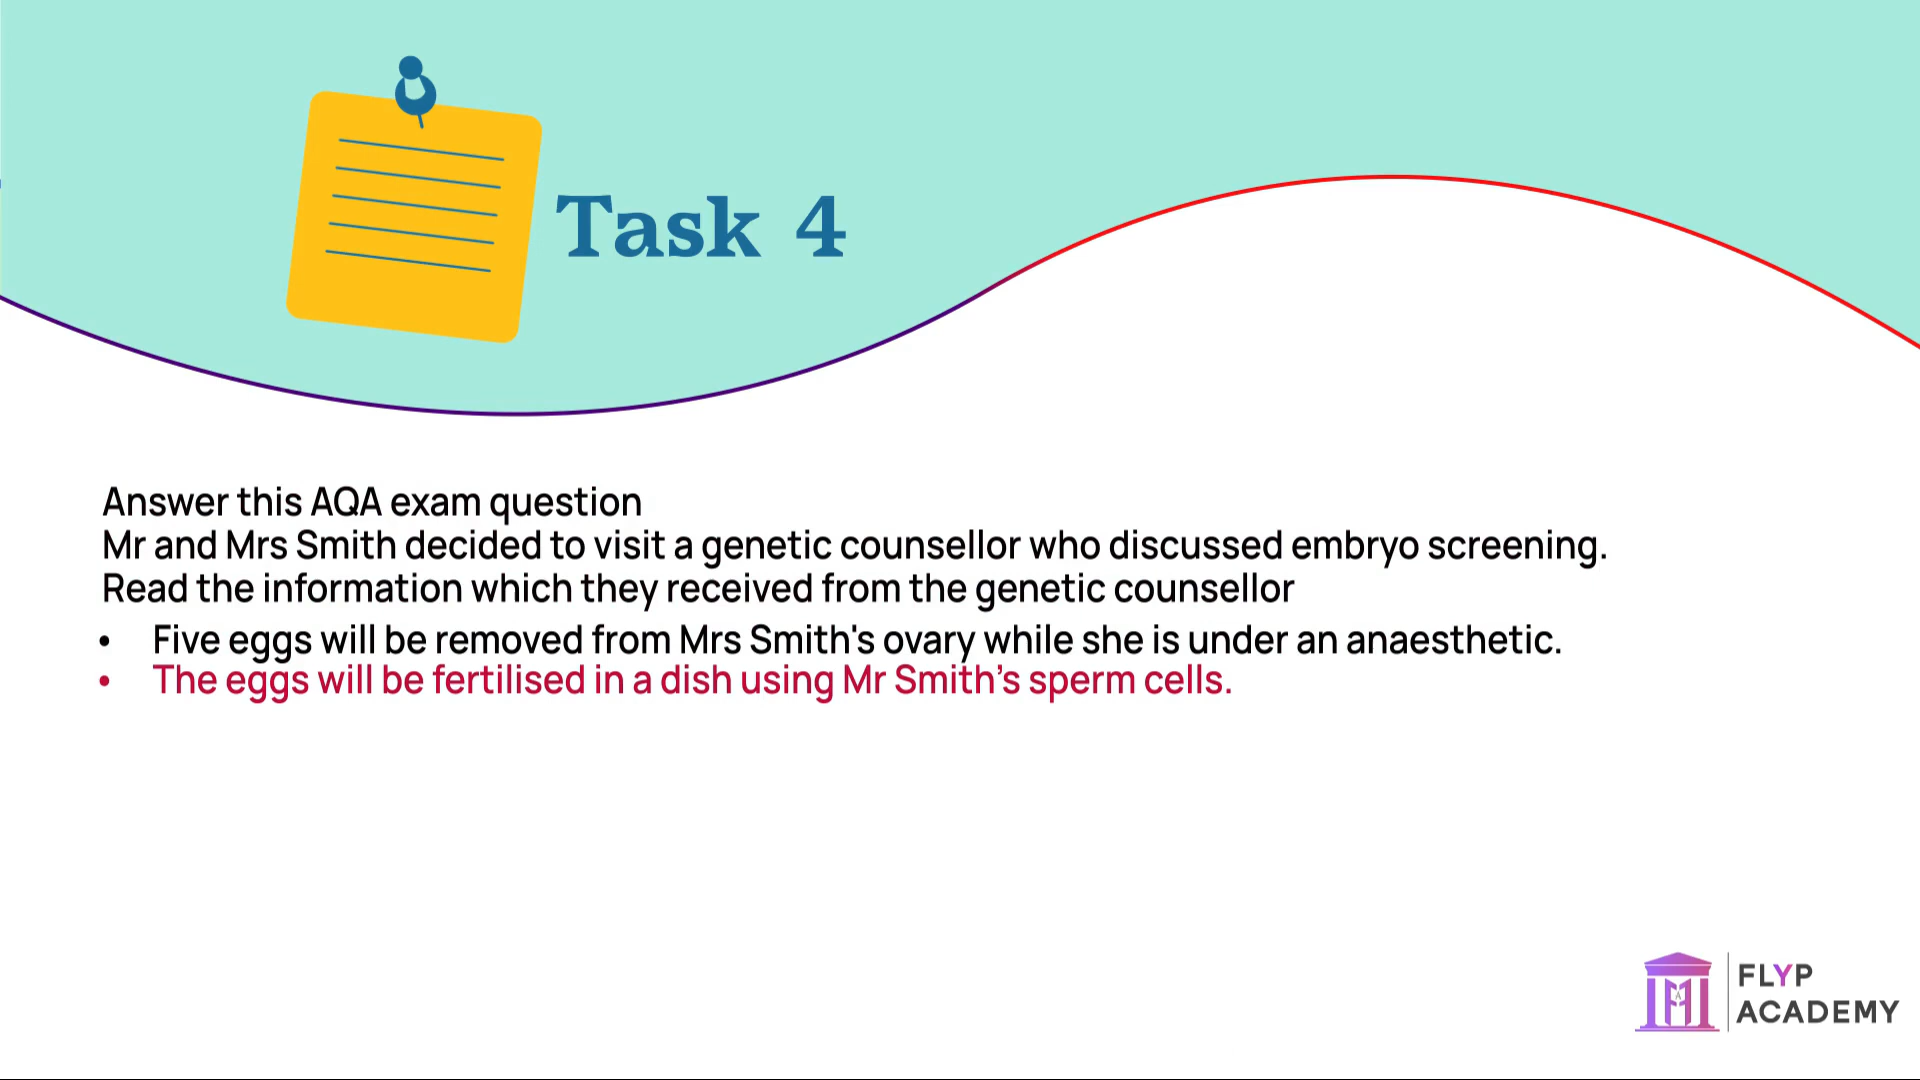 Task 4
Answer this AQA exam question
Mr and Mrs Smith decided to visit a genetic counsellor who discussed embryo screening.
Read the information which they received from the genetic counsellor
• Five eggs will be removed from Mrs Smith's ovary while she is under an anaesthetic.
• The eggs will be fertilised in a dish using Mr Smith’s sperm cells.
FLYP
ACADEMY